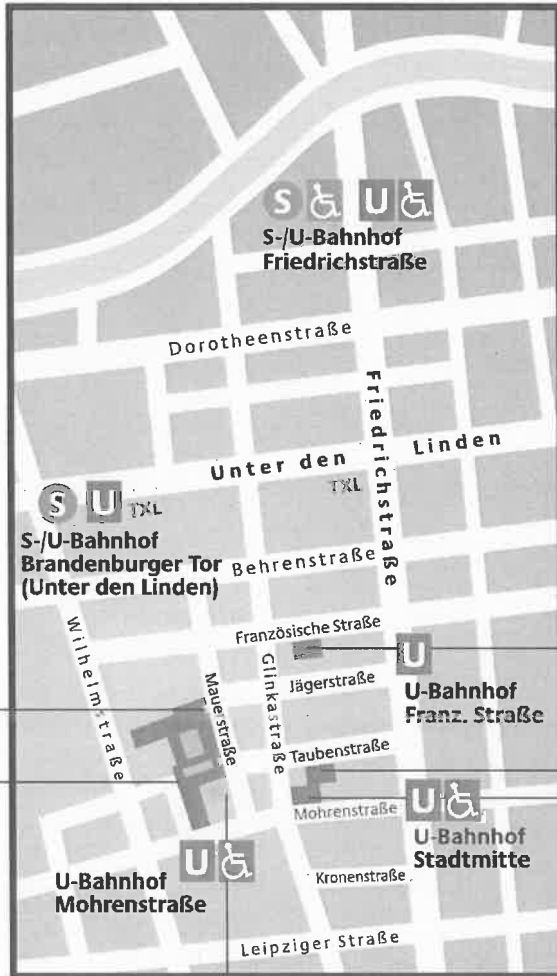 S U
S-/U-Bahnhof
Friedrichstraße
Dorotheenstraße
Friedrichstraße
Unter den Linden
TXL
S U TXL
S-/U-Bahnhof
Brandenburger Tor
(Unter den Linden)
Behrenstraße
Wilhelmstraße
Französische Straße
Mauerstraße
Glinkastraße
Jägerstraße
U
U-Bahnhof
Franz. Straße
Taubenstraße
Mohrenstraße
U
U-Bahnhof
Stadtmitte
U
U-Bahnhof
Mohrenstraße
Kronenstraße
Leipziger Straße